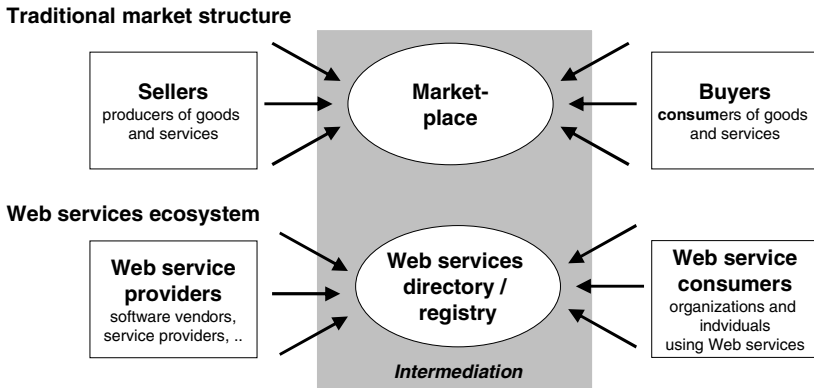 Traditional market structure
Sellers
producers of goods
and services
Market-
place
Buyers
consumers of goods
and services
Web services ecosystem
Web service
providers
software vendors,
service providers, ..
Web services
directory /
registry
Web service
consumers
organizations and
indviduals
using Web services
Intermediation